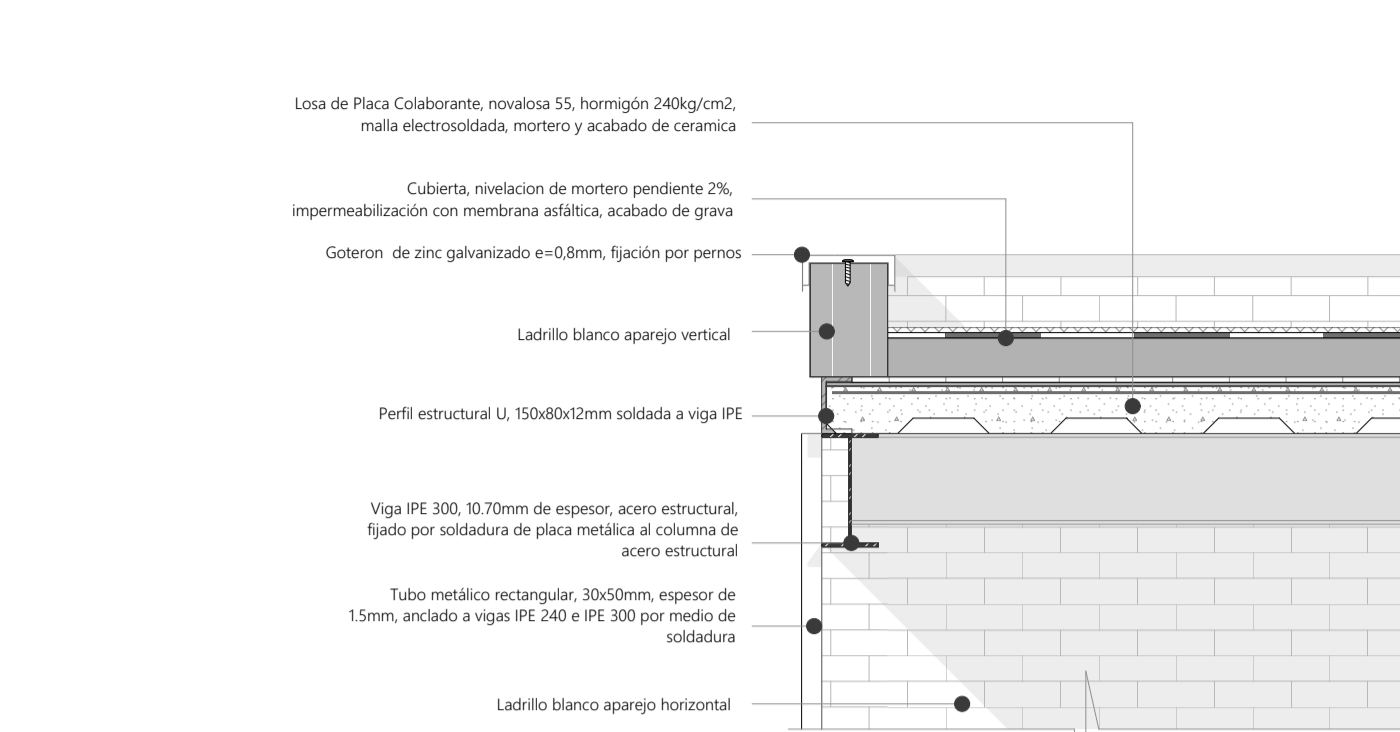 Losa de Placa Colaborante, novalosa 55, hormigón 240kg/cm2,
malla electrosoldada, mortero y acabado de ceramica
Cubierta, nivelacion de mortero pendiente 2%,
impermeabilización con membrana asfáltica, acabado de grava
Goteron  de zinc galvanizado e=0,8mm, fijación por pernos
Ladrillo blanco aparejo vertical
Perfil estructural U, 150x80x12mm soldada a viga IPE
Viga IPE 300, 10.70mm de espesor, acero estructural,
fijado por soldadura de placa metálica al columna de
acero estructural
Tubo metálico rectangular, 30x50mm, espesor de
1.5mm, anclado a vigas IPE 240 e IPE 300 por medio de
soldadura
Ladrillo blanco aparejo horizontal